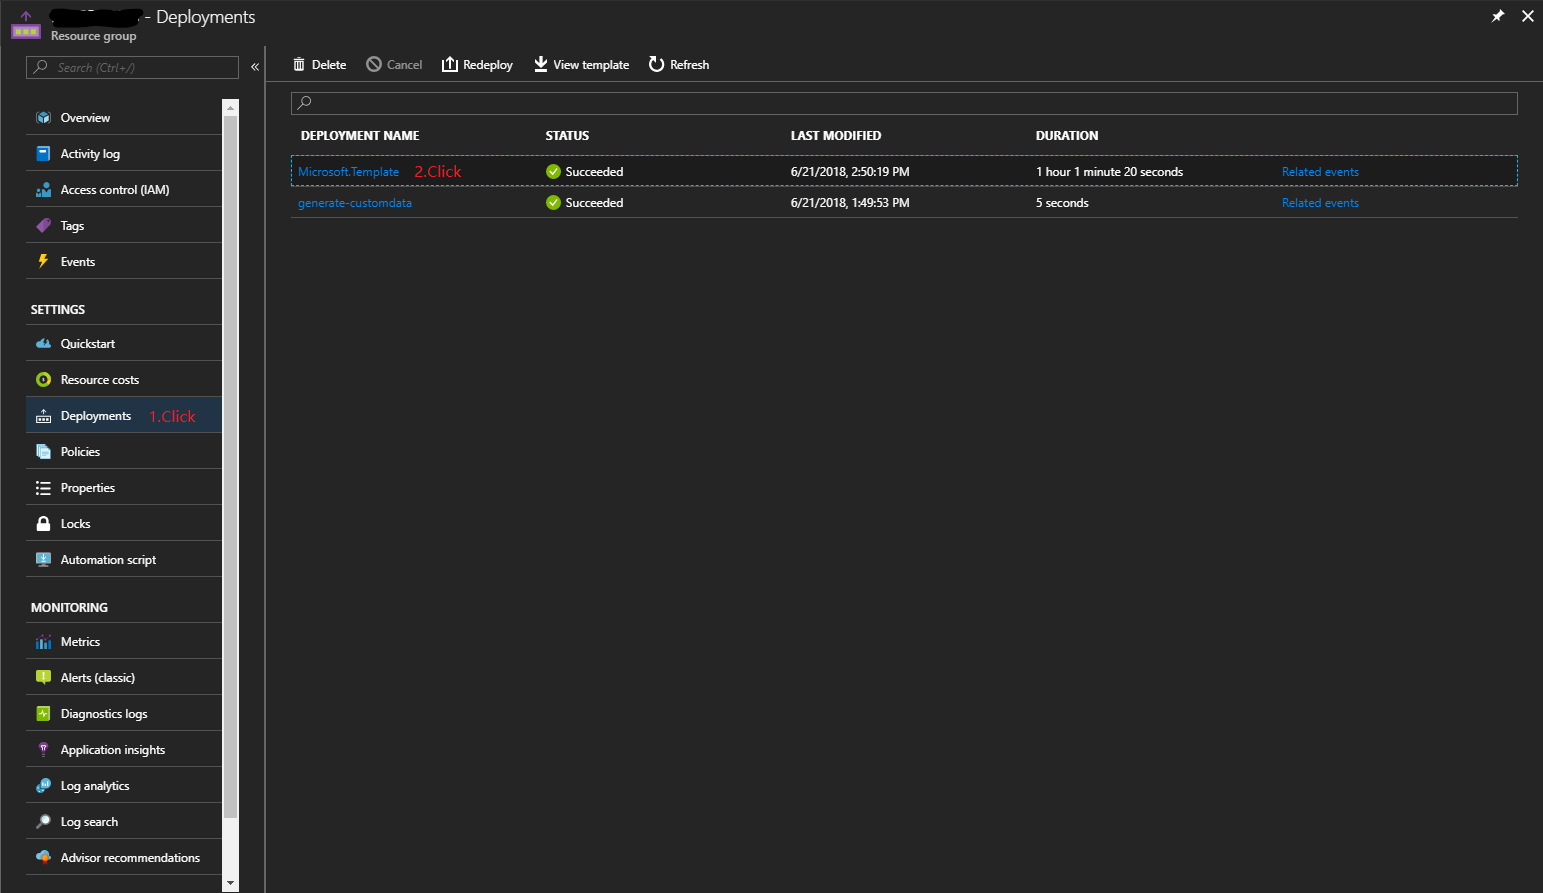 - Deployments
Resource group
Search (Ctrl+/)
«
Overview
Activity log
Access control (IAM)
Tags
Events
SETTINGS
Quickstart
Resource costs
Deployments 1.Click
Policies
Properties
Locks
Automation script
MONITORING
Metrics
Alerts (classic)
Diagnostics logs
Application insights
Log analytics
Log search
Advisor recommendations
Delete Cancel Redeploy View template Refresh
DEPLOYMENT NAME STATUS LAST MODIFIED DURATION
Microsoft.Template 2.Click Succeeded 6/21/2018, 2:50:19 PM 1 hour 1 minute 20 seconds Related events
generate-customdata Succeeded 6/21/2018, 1:49:53 PM 5 seconds Related events